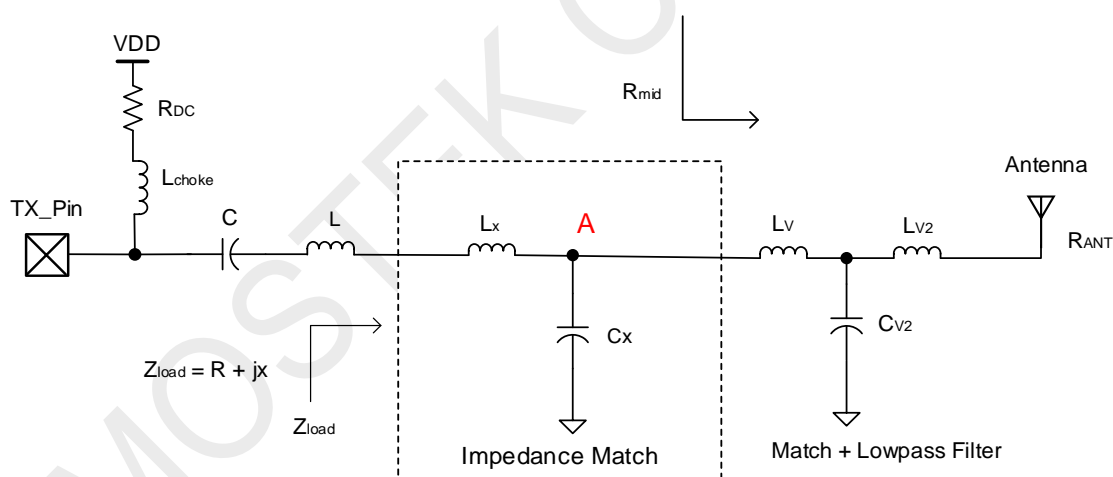 VDD
RDC
Lchoke
TX_Pin
C
L
Lx
A
Cx
Rmid
LV
LV2
CV2
Antenna
RANT
Zload = R + jx
Zload
Impedance Match
Match + Lowpass Filter
MOSTEK